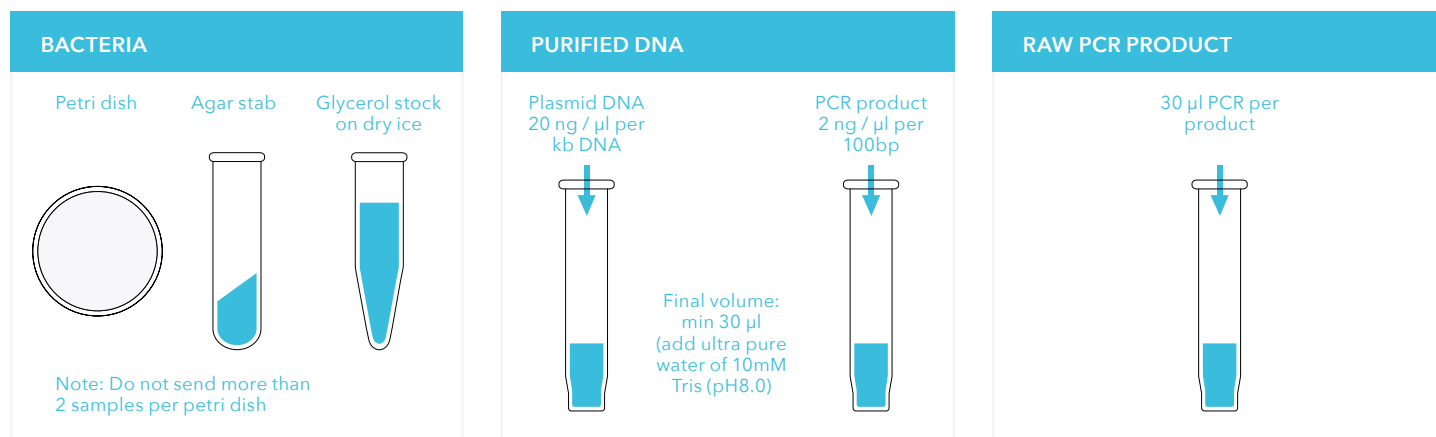 BACTERIA
Petri dish
Agar stab
Glycerol stock
on dry ice
Note: Do not send more than
2 samples per petri dish
PURIFIED DNA
Plasmid DNA
20 ng / µl per
kb DNA
PCR product
2 ng / µl per
100bp
Final volume:
min 30 µl
(add ultra pure
water of 10mM
Tris (pH8.0)
RAW PCR PRODUCT
30 µl PCR per
product